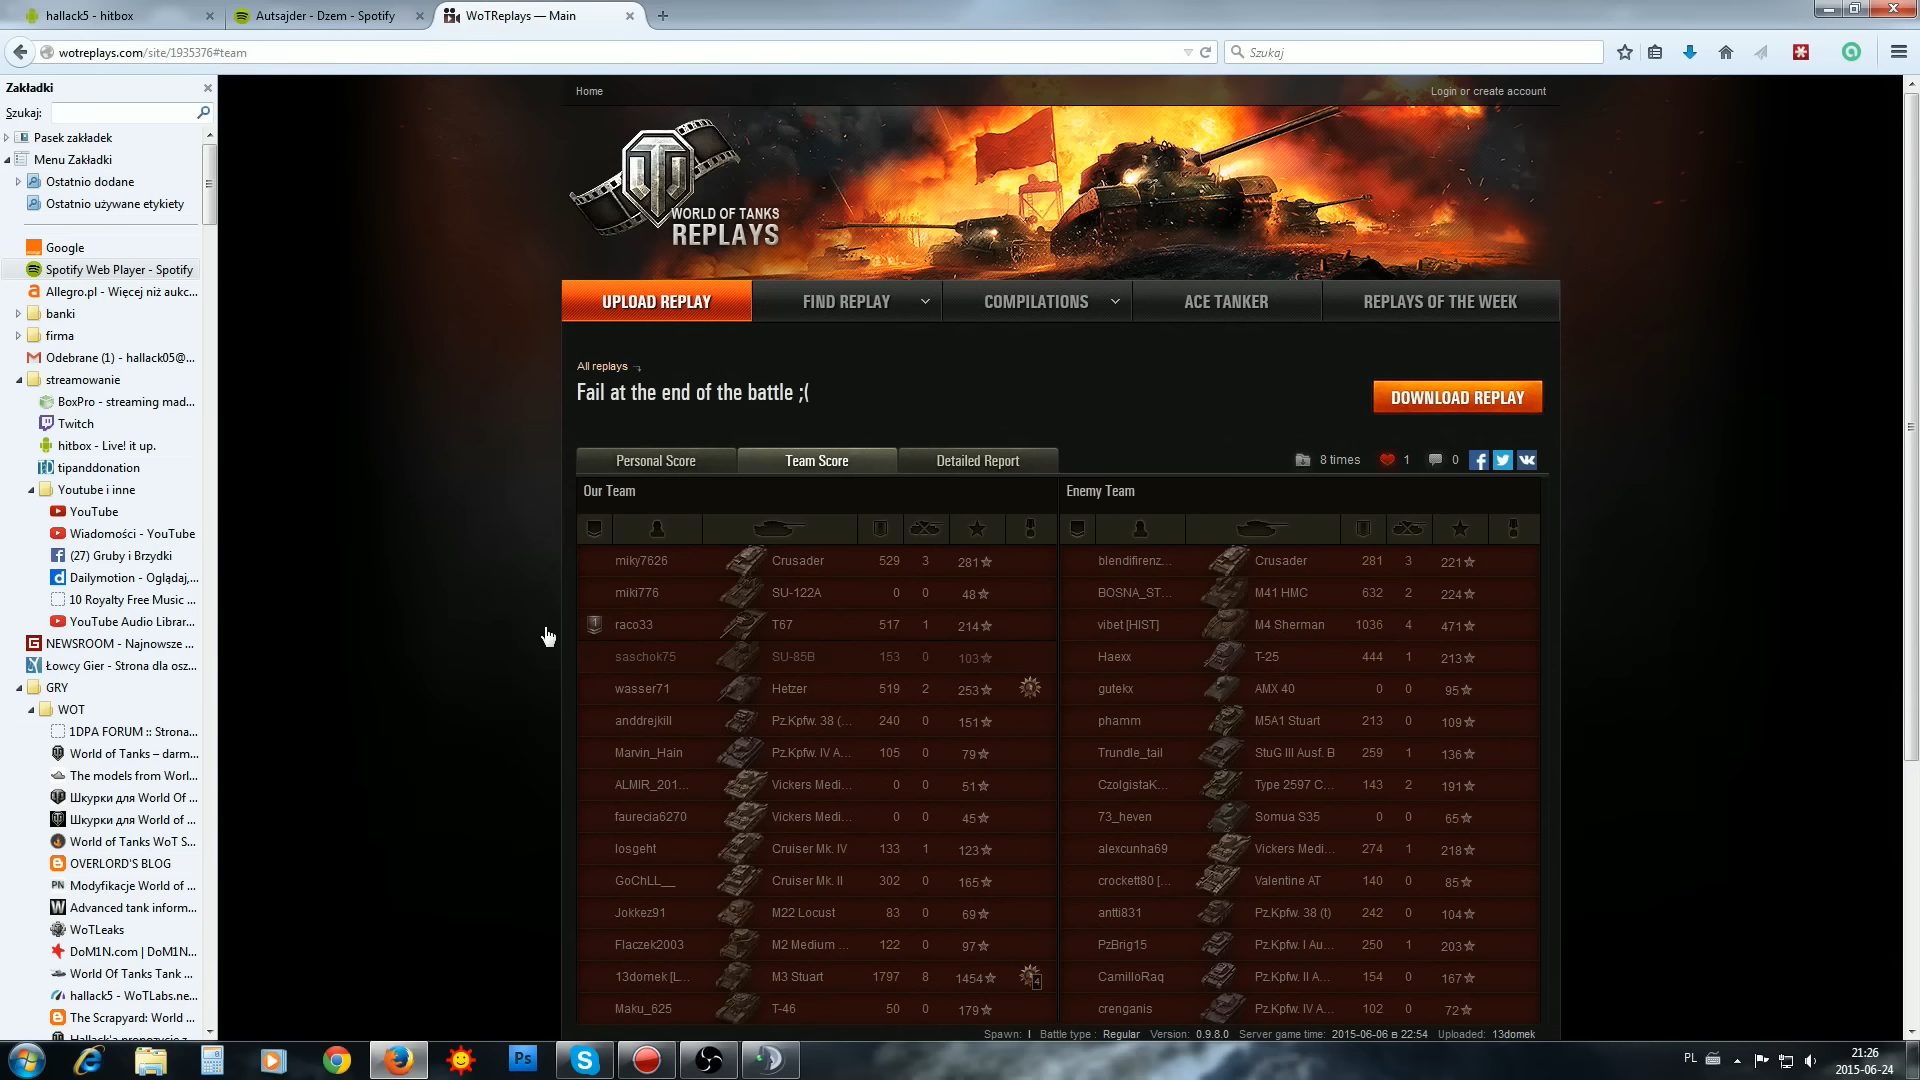 hallack5 - hitbox
Autsajder - Dzem - Spotify
WoTReplays — Main
wotreplays.com/site/1935376#team
Szukaj
Zakładki
Szukaj:
Pasek zakładek
Menu Zakładki
Ostatnio dodane
Ostatnio używane etykiety
Google
Spotify Web Player - Spotify
Allegro.pl - Więcej niż aukc...
banki
firma
Odebrane (1) - hallack05@...
streamowanie
BoxPro - streaming mad...
Twitch
hitbox - Live! it up.
tipanddonation
Youtube i inne
YouTube
Wiadomości - YouTube
(27) Gruby i Brzydki
Dailymotion - Oglądaj,...
10 Royalty Free Music ...
YouTube Audio Librar...
NEWSROOM - Najnowsze ...
Łowcy Gier - Strona dla osz...
GRY
WOT
1DPA FORUM :: Strona...
World of Tanks – darm...
The models from Worl...
Шкурки для World Of ...
Шкурки для World of ...
World of Tanks WoT S...
OVERLORD'S BLOG
Modyfikacje World of ...
Advanced tank inform...
WoTLeaks
DoM1N.com | DoM1N...
World Of Tanks Tank ...
hallack5 - WoTLabs.ne...
The Scrapyard: World ...
Home
Login or create account
WORLD OF TANKS
REPLAYS
UPLOAD REPLAY
FIND REPLAY
COMPILATIONS
ACE TANKER
REPLAYS OF THE WEEK
All replays
Fail at the end of the battle ;(
DOWNLOAD REPLAY
Personal Score
Team Score
Detailed Report
8 times
1
0
Our Team
Enemy Team
miky7626 Crusader 529 3 281 blendifirenz... Crusader 281 3 221
miki776 SU-122A 0 0 48 BOSNA_ST... M41 HMC 632 2 224
raco33 T67 517 1 214 vibet [HIST] M4 Sherman 1036 4 471
saschok75 SU-85B 153 0 103 Haexx T-25 444 1 213
wasser71 Hetzer 519 2 253 gutekx AMX 40 0 0 95
anddrejkill Pz.Kpfw. 38 (... 240 0 151 phamm M5A1 Stuart 213 0 109
Marvin_Hain Pz.Kpfw. IV A... 105 0 79 Trundle_tail StuG III Ausf. B 259 1 136
ALMIR_201... Vickers Medi... 0 0 51 CzolgistaK... Type 2597 C... 143 2 191
faurecia6270 Vickers Medi... 0 0 45 73_heven Somua S35 0 0 65
losgeht Cruiser Mk. IV 133 1 123 alexcunha69 Vickers Medi... 274 1 218
GoChLL__ Cruiser Mk. II 302 0 165 crockett80 [... Valentine AT 140 0 85
Jokkez91 M22 Locust 83 0 69 antti831 Pz.Kpfw. 38 (t) 242 0 104
Flaczek2003 M2 Medium ... 122 0 97 PzBrig15 Pz.Kpfw. I Au... 250 1 203
13domek [L... M3 Stuart 1797 8 1454 4 CamilloRaq Pz.Kpfw. II A... 154 0 167
Maku_625 T-46 50 0 179 crenganis Pz.Kpfw. IV A... 102 0 72
Spawn: I Battle type : Regular Version: 0.9.8.0 Server game time: 2015-06-06 в 22:54 Uploaded: 13domek
PL
21:26
2015-06-24